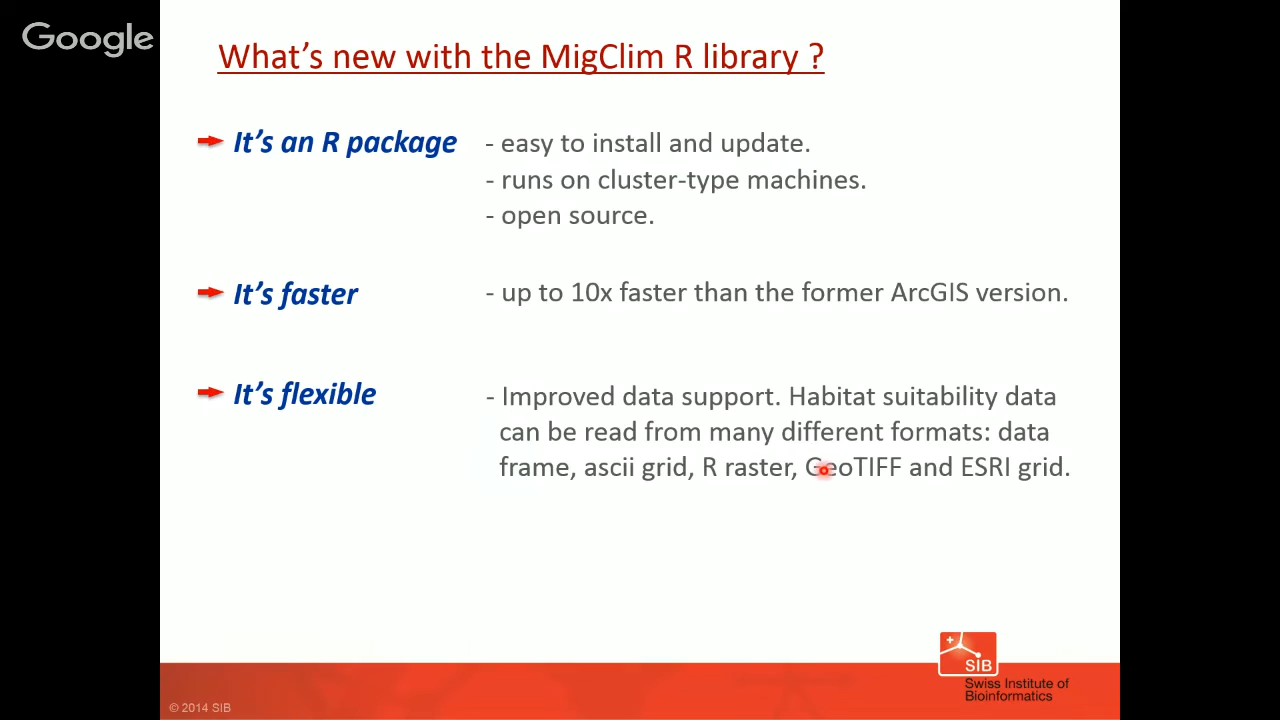 Google
What's new with the MigClim R library ?
It's an R package
- easy to install and update.
- runs on cluster-type machines.
- open source.
It's faster
- up to 10x faster than the former ArcGIS version.
It's flexible
- Improved data support. Habitat suitability data
can be read from many different formats: data
frame, ascii grid, R raster, GeoTIFF and ESRI grid.
SIB
Swiss Institute of
Bioinformatics
© 2014 SIB